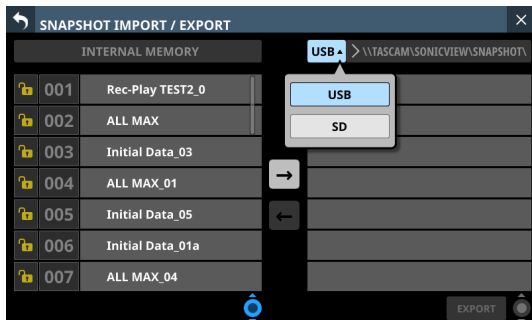 SNAPSHOT IMPORT / EXPORT
INTERNAL MEMORY
USB \\TASCAM\SONICVIEW\SNAPSHOT\
USB
SD
001 Rec-Play TEST2_0
002 ALL MAX
003 Initial Data_03
004 ALL MAX_01
005 Initial Data_05
006 Initial Data_01a
007 ALL MAX_04
EXPORT